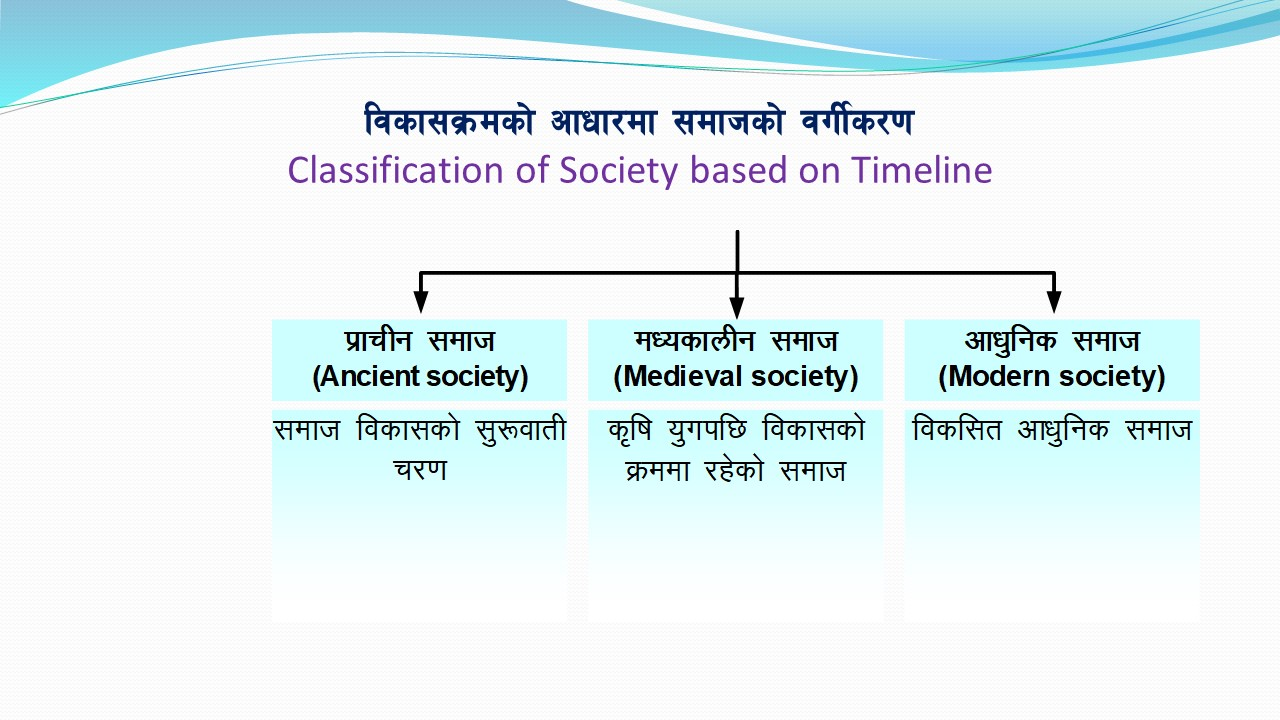 विकासक्रमको आधारमा समाजको वर्गीकरण
Classification of Society based on Timeline
प्राचीन समाज
(Ancient society)
समाज विकासको सुरूवाती
चरण
मध्यकालीन समाज
(Medieval society)
कृषि युगपछि विकासको
क्रममा रहेको समाज
आधुनिक समाज
(Modern society)
विकसित आधुनिक समाज